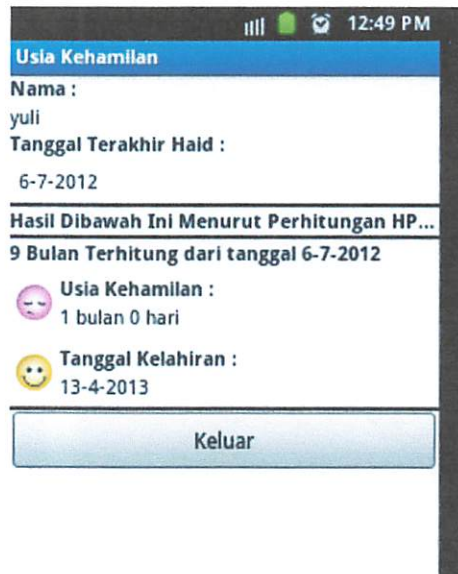 12:49 PM
Usia Kehamilan
Nama :
yuli
Tanggal Terakhir Haid :
6-7-2012
Hasil Dibawah Ini Menurut Perhitungan HP...
9 Bulan Terhitung dari tanggal 6-7-2012
Usia Kehamilan :
1 bulan 0 hari
Tanggal Kelahiran :
13-4-2013
Keluar